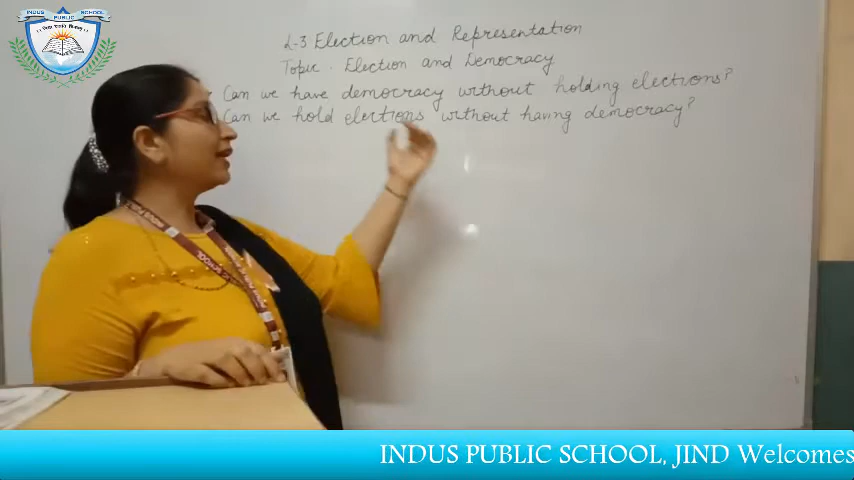 INDUS PUBLIC SCHOOL
L-3 Election and Representation
Topic . Election and Democracy
Can we have democracy without holding elections?
Can we hold elections without having democracy?
INDUS PUBLIC SCHOOL, JIND Welcomes